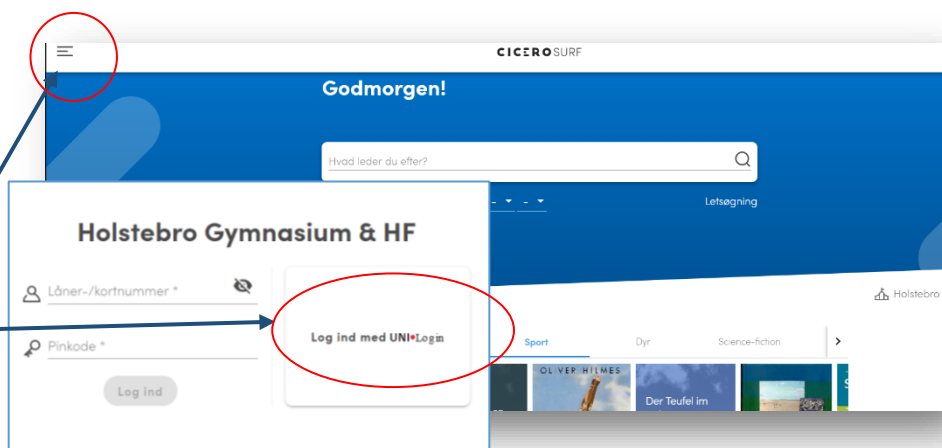 CICEROSURF
Godmorgen!
Hvad leder du efter?
Letsøgning
Holstebro Gymnasium & HF
Låner-/kortnummer *
Pinkode *
Log ind
Log ind med UNI•Login
Holstebro
Sport
Dyr
Science-fiction
OLIVER HILMES
Der Teufel im